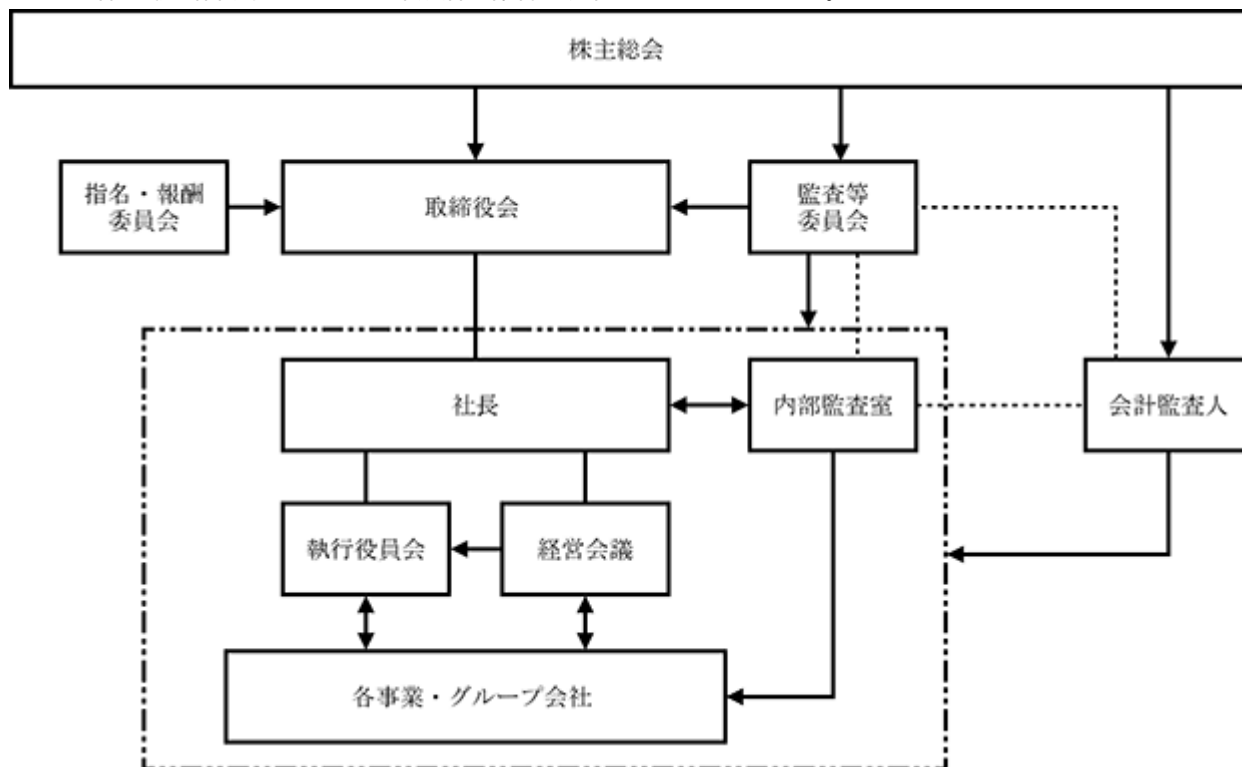 株主総会
指名・報酬
委員会
取締役会
監査等
委員会
社長
内部監査室
会計監査人
執行役員会
経営会議
各事業・グループ会社